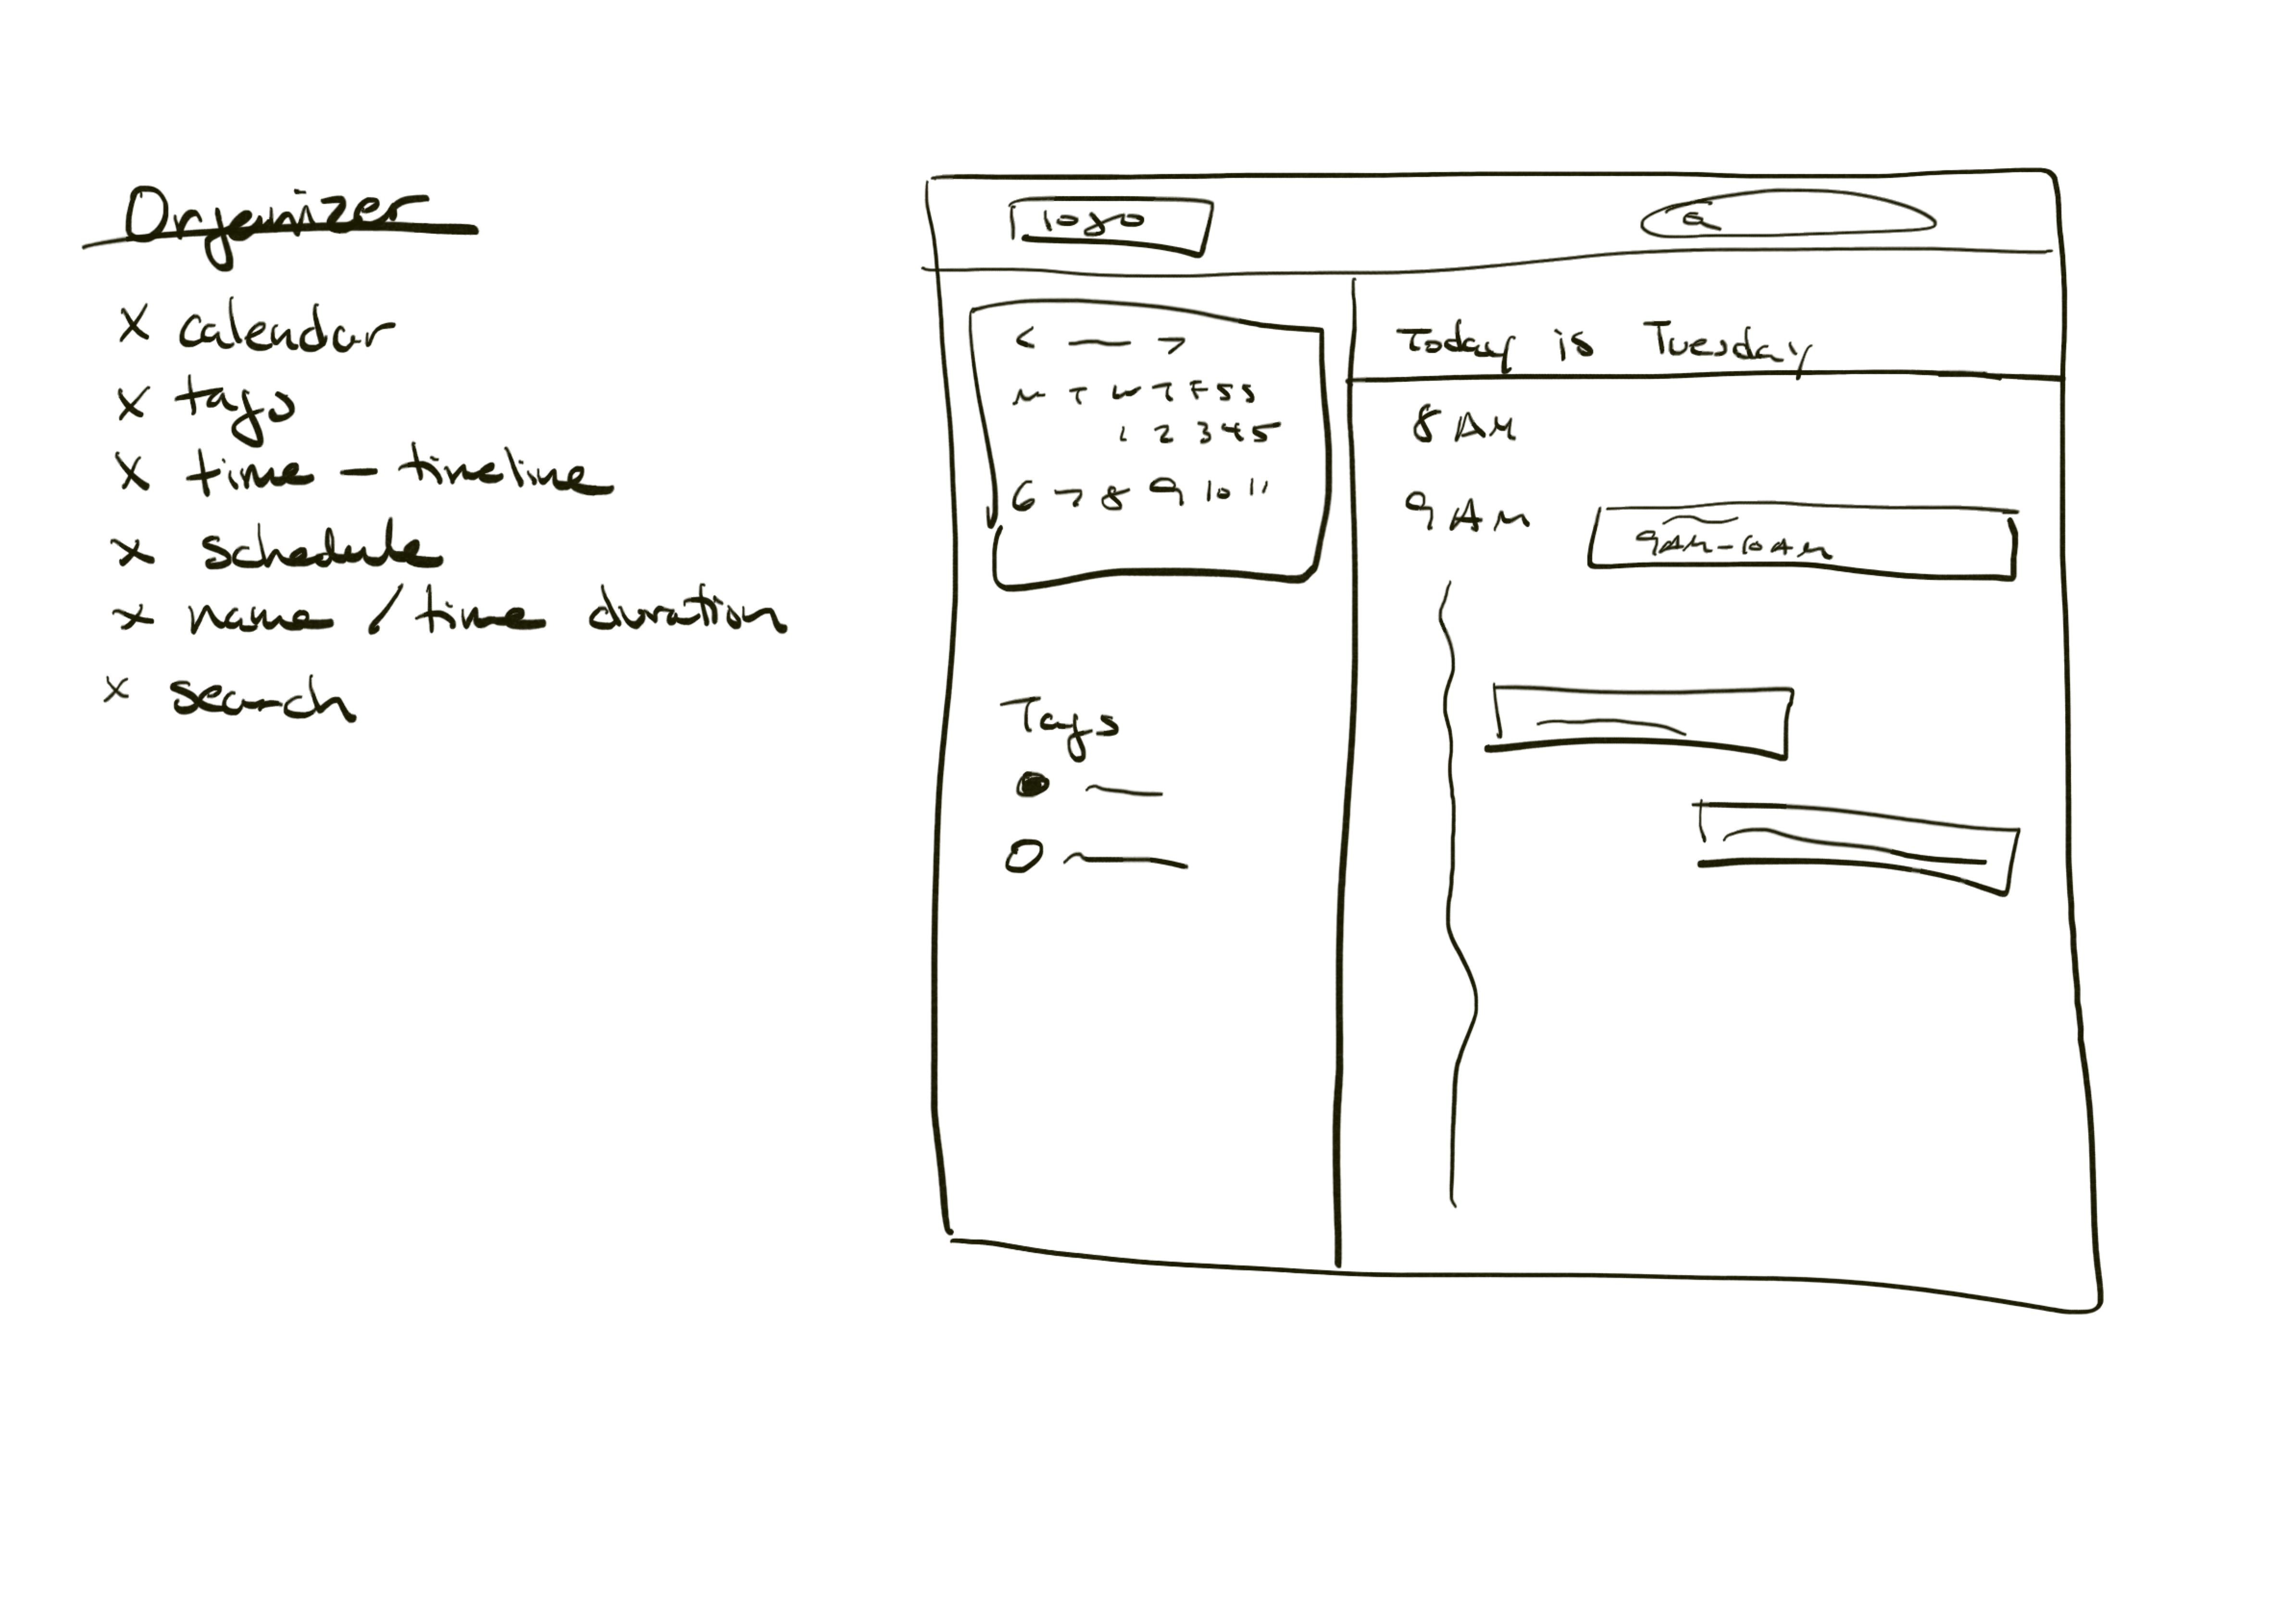 Organizer
x calendar
x tags
x time - timeline
x schedule
x name / time duration
x search
logo
< >
M T W T F S S
1 2 3 4 5
6 7 8 9 10 11
Tags
Today is Tuesday
8 AM
9 AM
9AM-10AM